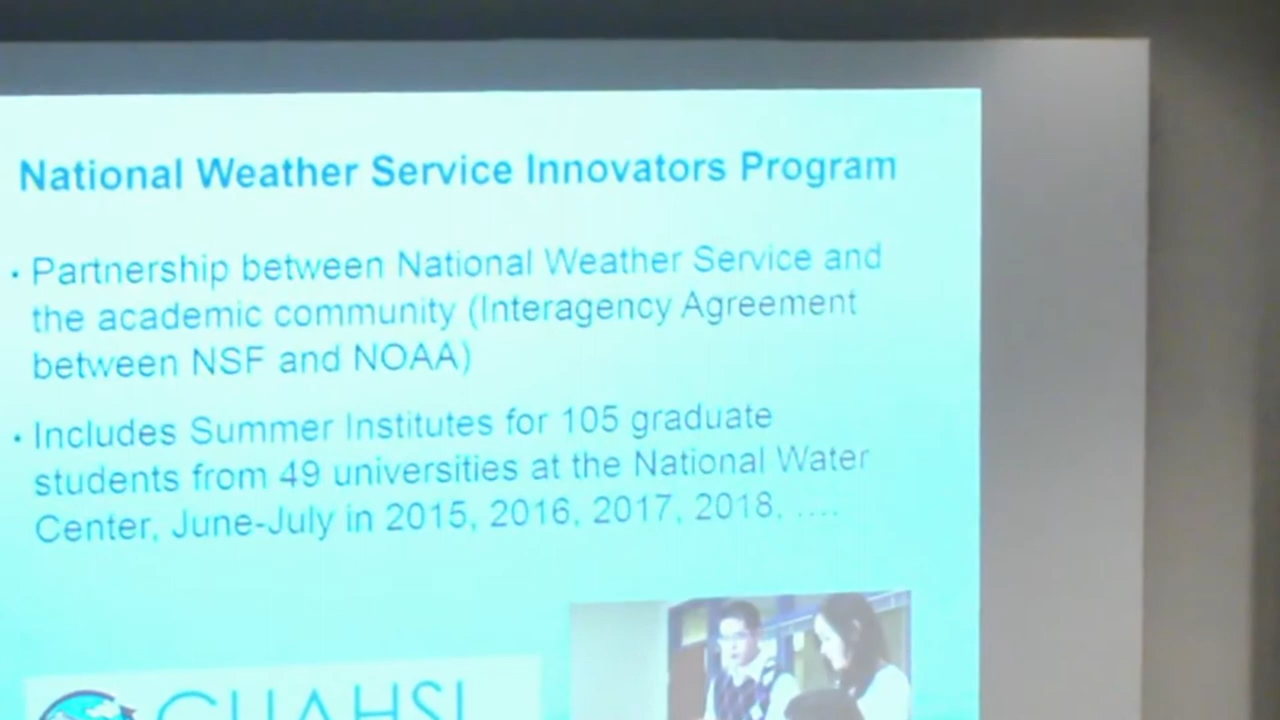 National Weather Service Innovators Program
· Partnership between National Weather Service and
the academic community (Interagency Agreement
between NSF and NOAA)
· Includes Summer Institutes for 105 graduate
students from 49 universities at the National Water
Center, June-July in 2015, 2016, 2017, 2018, ....
CUAHSI